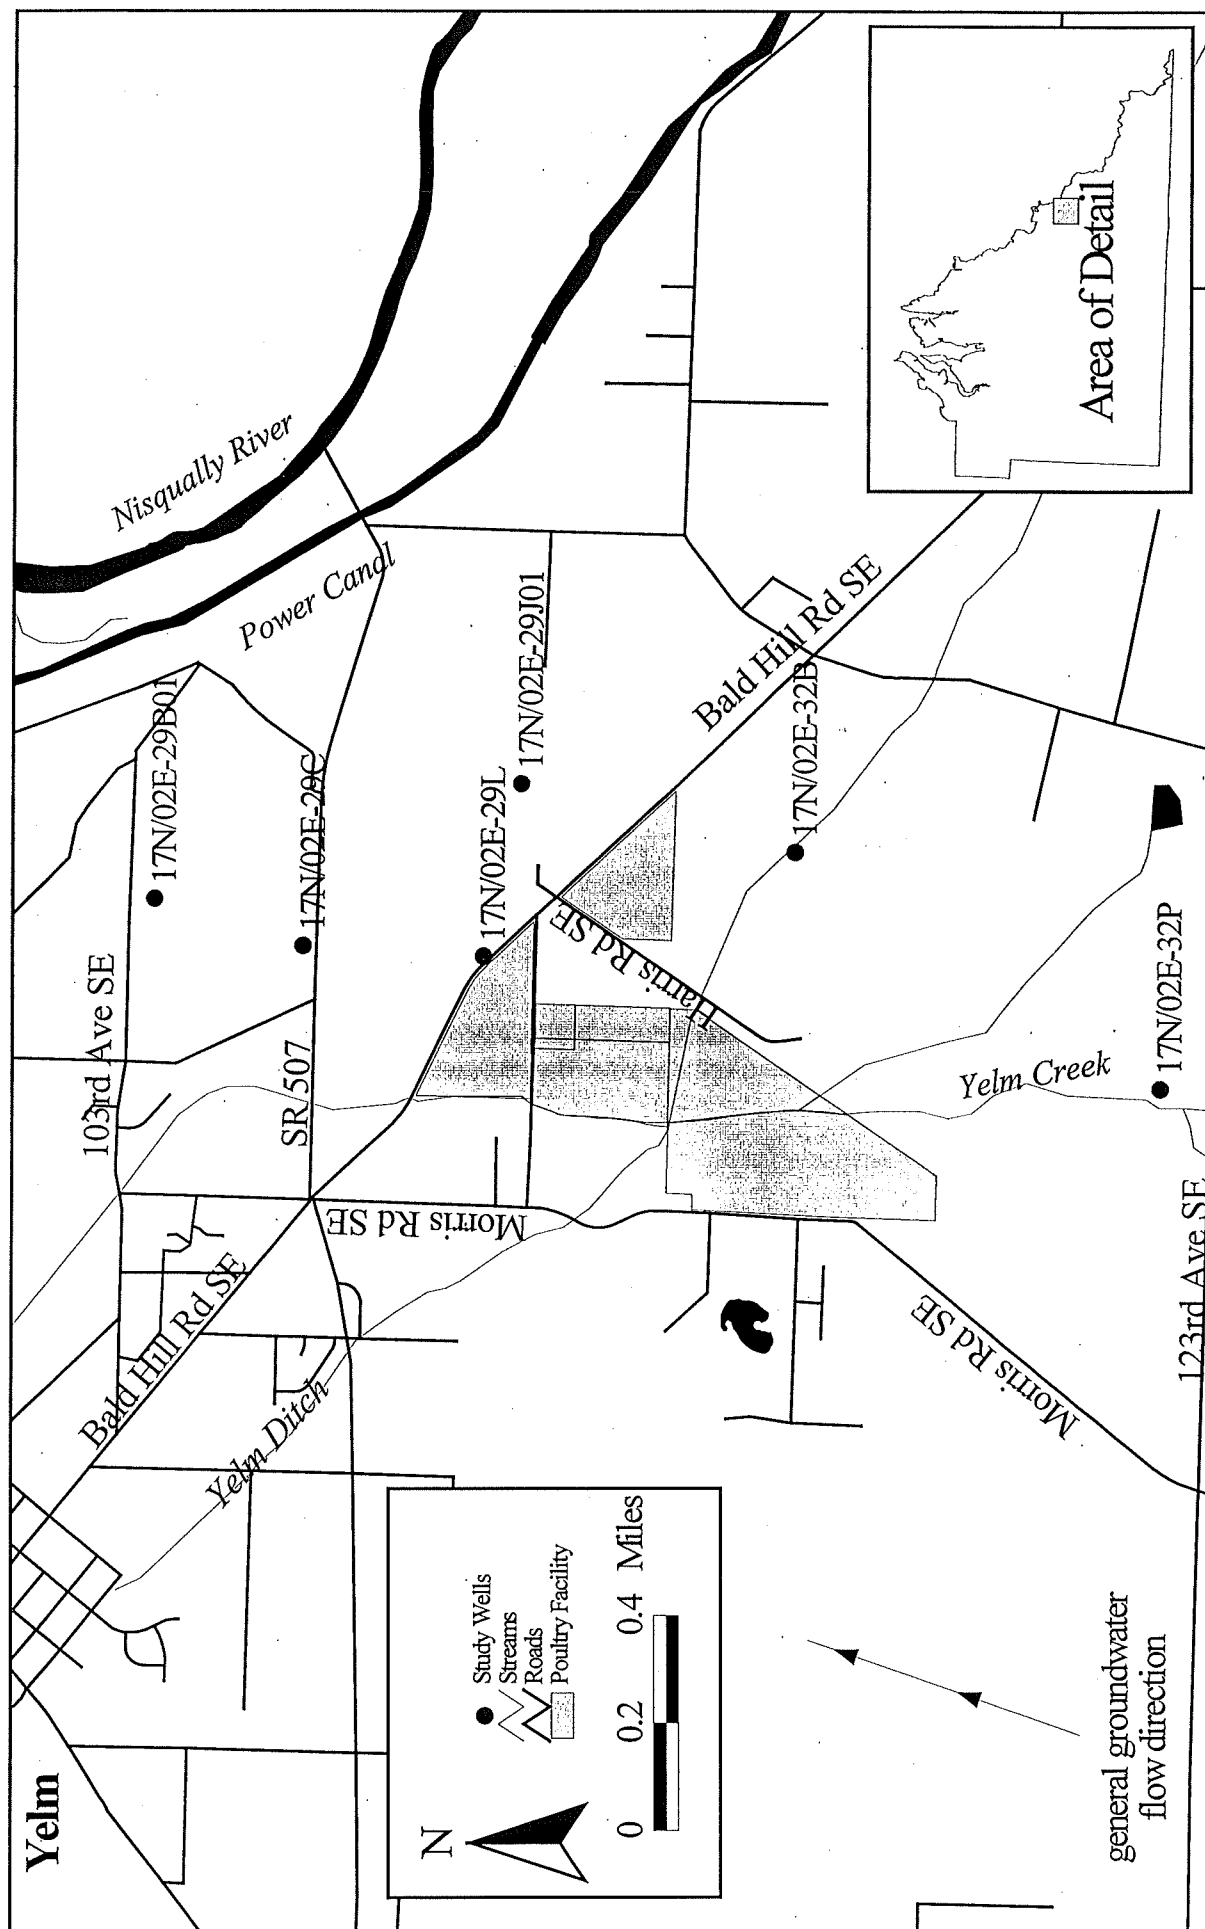 Yelm
Nisqually River
Power Canal
103rd Ave SE
17N/02E-29B01
17N/02E-29C
SR 507
Bald Hill Rd SE
Yelm Ditch
Morris Rd SE
17N/02E-29L
17N/02E-29J01
Harris Rd SE
Bald Hill Rd SE
17N/02E-32B
Yelm Creek
17N/02E-32P
Morris Rd SE
123rd Ave SE
Area of Detail
N
Study Wells
Streams
Roads
Poultry Facility
0 0.2 0.4 Miles
general groundwater
flow direction